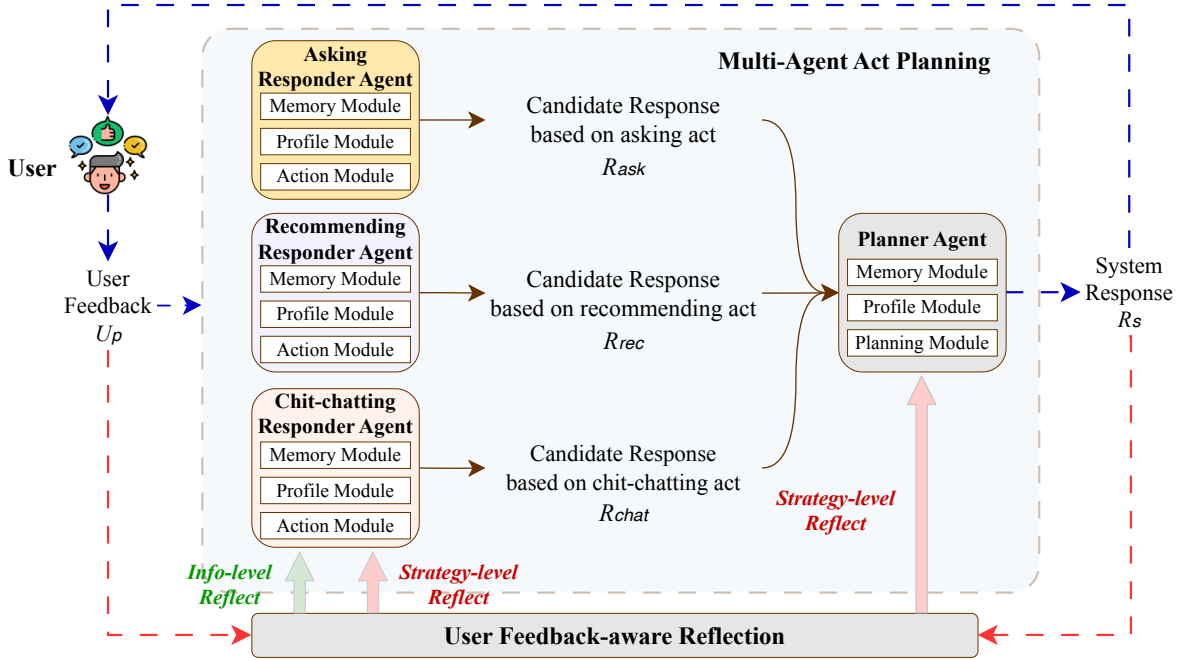 Multi-Agent Act Planning
Asking
Responder Agent
Memory Module
Profile Module
Action Module
Candidate Response
based on asking act
Rask
User
User
Feedback
Up
Recommending
Responder Agent
Memory Module
Profile Module
Action Module
Candidate Response
based on recommending act
Rrec
Planner Agent
Memory Module
Profile Module
Planning Module
System
Response
Rs
Chit-chatting
Responder Agent
Memory Module
Profile Module
Action Module
Candidate Response
based on chit-chatting act
Rchat
Info-level
Reflect
Strategy-level
Reflect
Strategy-level
Reflect
User Feedback-aware Reflection